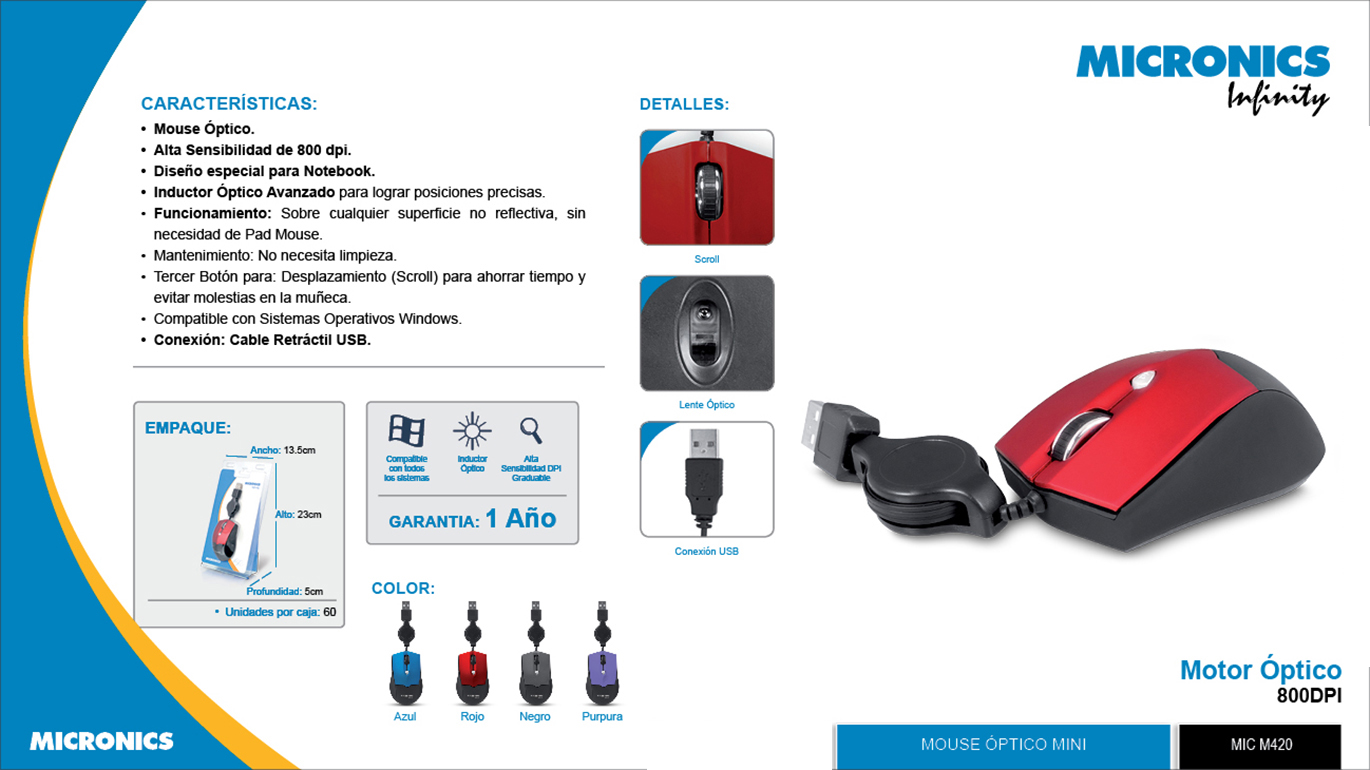 MICRONICS
Infinity
CARACTERÍSTICAS:
• Mouse Óptico.
• Alta Sensibilidad de 800 dpi.
• Diseño especial para Notebook.
• Inductor Óptico Avanzado para lograr posiciones precisas.
• Funcionamiento: Sobre cualquier superficie no reflectiva, sin
necesidad de Pad Mouse.
• Mantenimiento: No necesita limpieza.
• Tercer Botón para: Desplazamiento (Scroll) para ahorrar tiempo y
evitar molestias en la muñeca.
• Compatible con Sistemas Operativos Windows.
• Conexión: Cable Retráctil USB.
DETALLES:
Scroll
Lente Óptico
Conexión USB
EMPAQUE:
Ancho: 13.5cm
Alto: 23cm
Profundidad: 5cm
• Unidades por caja: 60
Compatible
con todos
los sistemas
Inductor
Óptico
Alta
Sensibilidad DPI
Graduable
GARANTIA: 1 Año
COLOR:
Azul
Rojo
Negro
Purpura
Motor Óptico
800DPI
MICRONICS
MOUSE ÓPTICO MINI
MIC M420